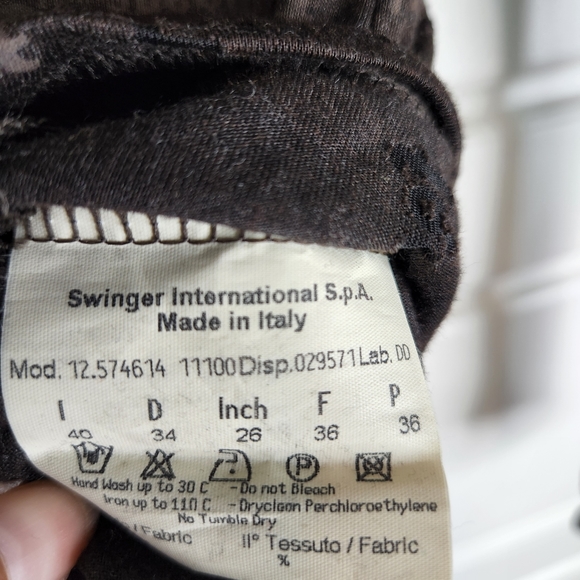 Swinger International S.p.A.
Made in Italy
Mod. 12.574614 11100 Disp.029571 Lab. DD
I D Inch F P
40 34 26 36 36
P
Hand Wash up to 30 C - Do not Bleach
Iron up to 110 C - Dryclean Perchloroethylene
No Tumble Dry
/ Fabric II° Tessuto / Fabric
%